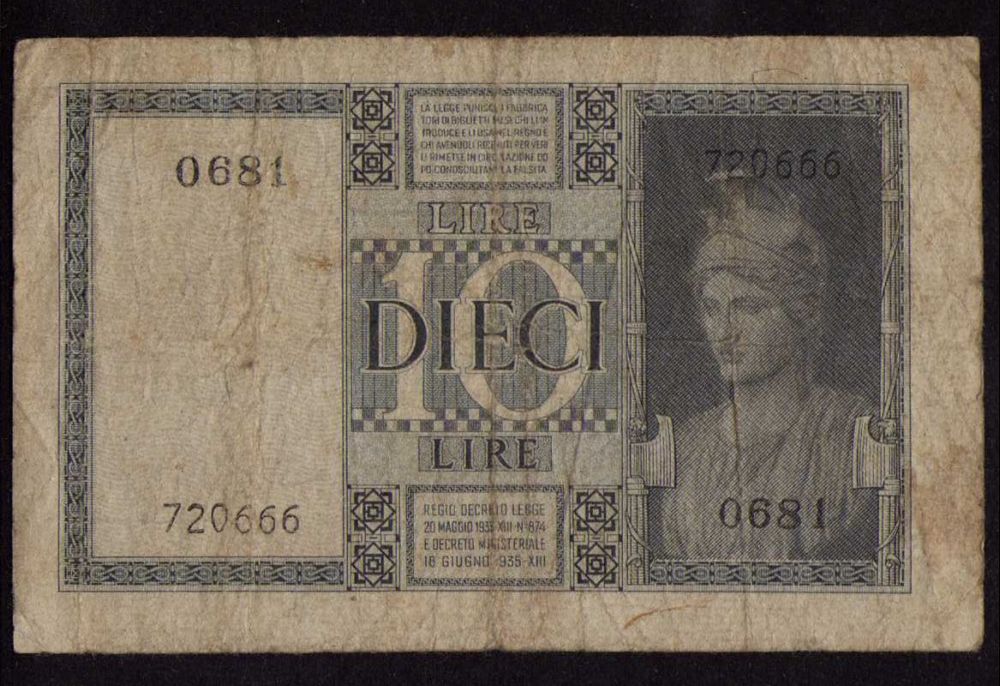 0681
720666
LA LEGGE PUNISCE I FABBRICA
TORI DI BIGLIETTI FALSI, CHI LI IN
TRODUCE E LI USA NEL REGNO E
CHI AVENDOLI RICEVUTI PER VERI
LI RIMETTE IN CIRCOLAZIONE DO
PO CONOSCIUTANE LA FALSITÀ
LIRE
10
DIECI
LIRE
REGIO DECRETO LEGGE
20 MAGGIO 1935-XIII-N·874
E DECRETO MINISTERIALE
18 GIUGNO 1935-XIII
720666
0681